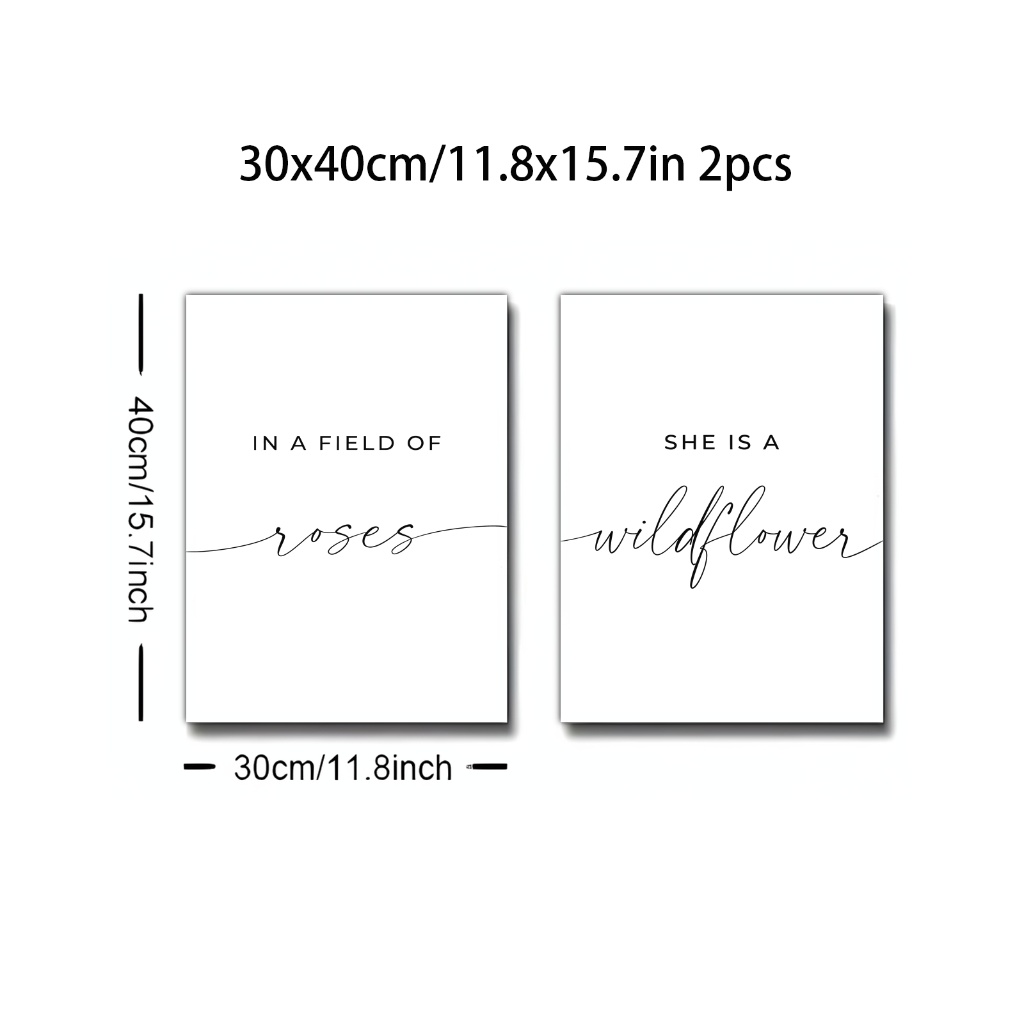 30x40cm/11.8x15.7in 2pcs
40cm/15.7inch
IN A FIELD OF
roses
SHE IS A
wildflower
30cm/11.8inch